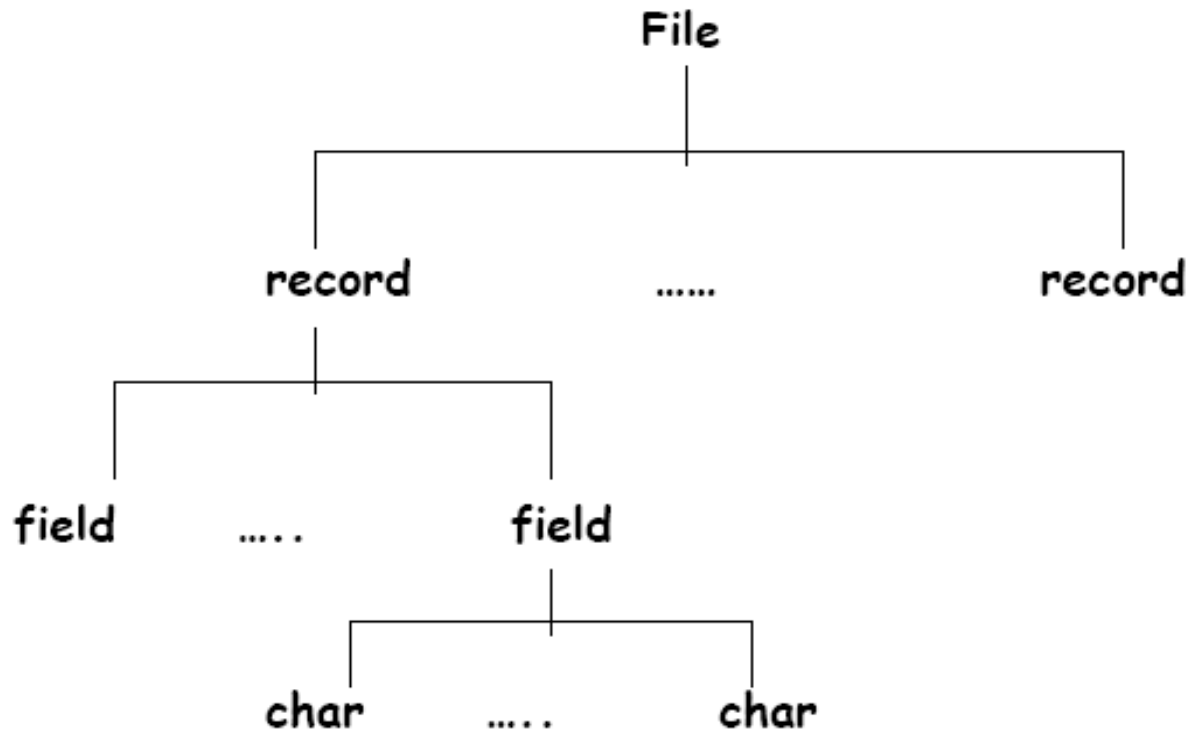 File
record …… record
field ….. field
char ….. char